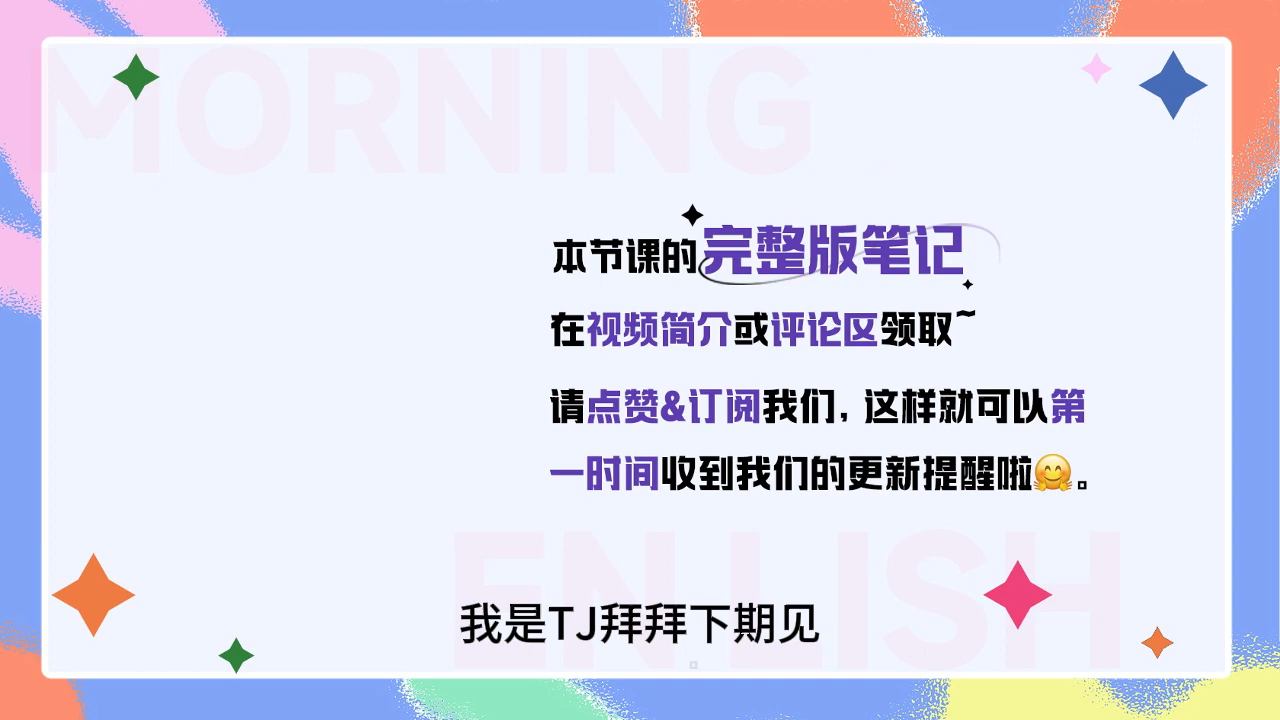 MORNING
本节课的完整版笔记
在视频简介或评论区领取~
请点赞&订阅我们，这样就可以第
一时间收到我们的更新提醒啦🤗。
EN LISH
我是TJ拜拜下期见